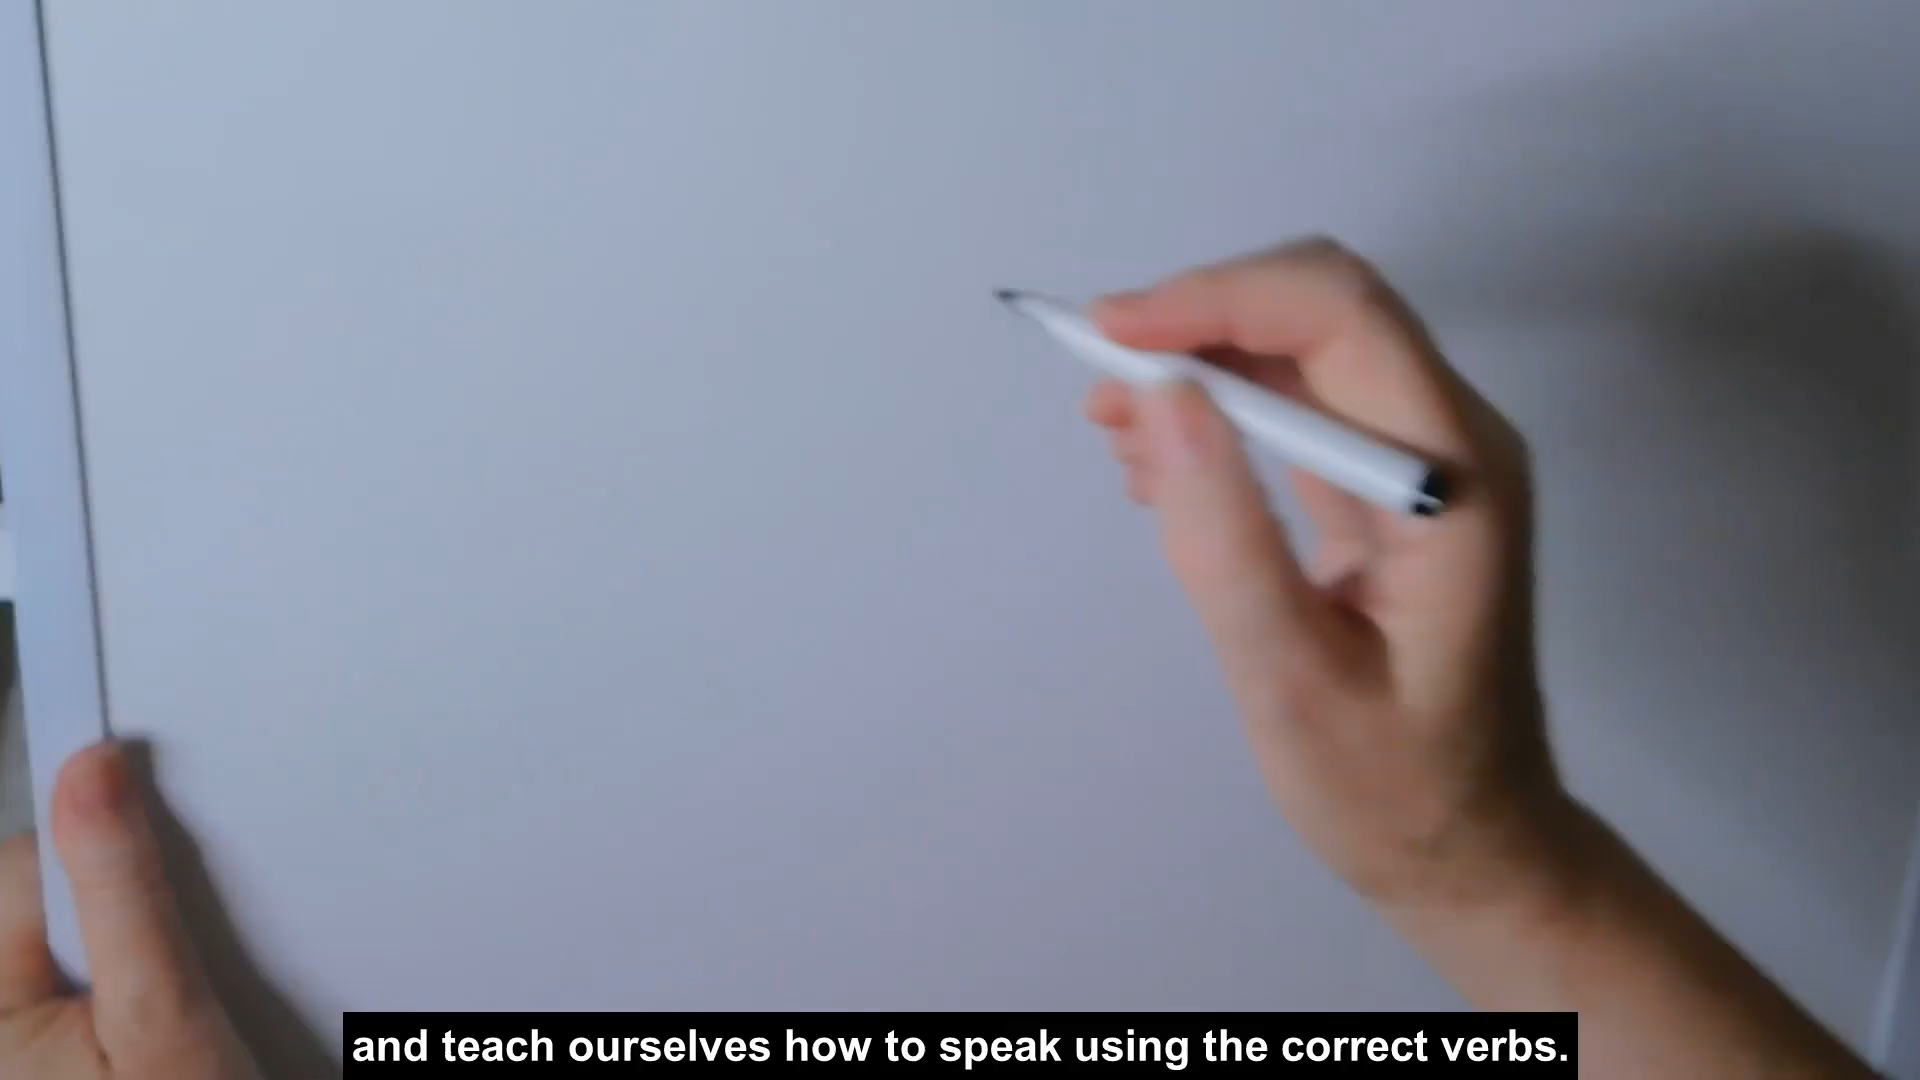 and teach ourselves how to speak using the correct verbs.